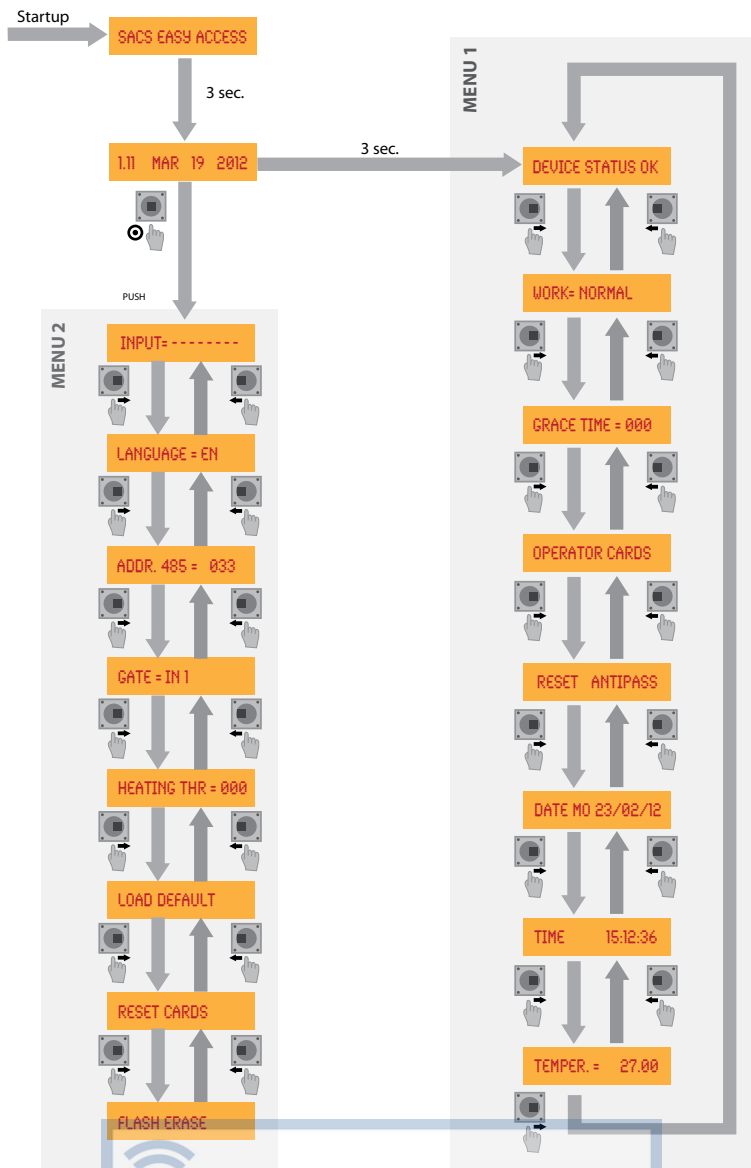 Startup
SACS EASY ACCESS
3 sec.
1.11 MAR 19 2012
3 sec.
PUSH
MENU 2
INPUT= - - - - - - - -
LANGUAGE = EN
ADDR. 485 = 033
GATE = IN 1
HEATING THR = 000
LOAD DEFAULT
RESET CARDS
FLASH ERASE
MENU 1
DEVICE STATUS OK
WORK= NORMAL
GRACE TIME = 000
OPERATOR CARDS
RESET ANTIPASS
DATE MO 23/02/12
TIME 15:12:36
TEMPER. = 27.00